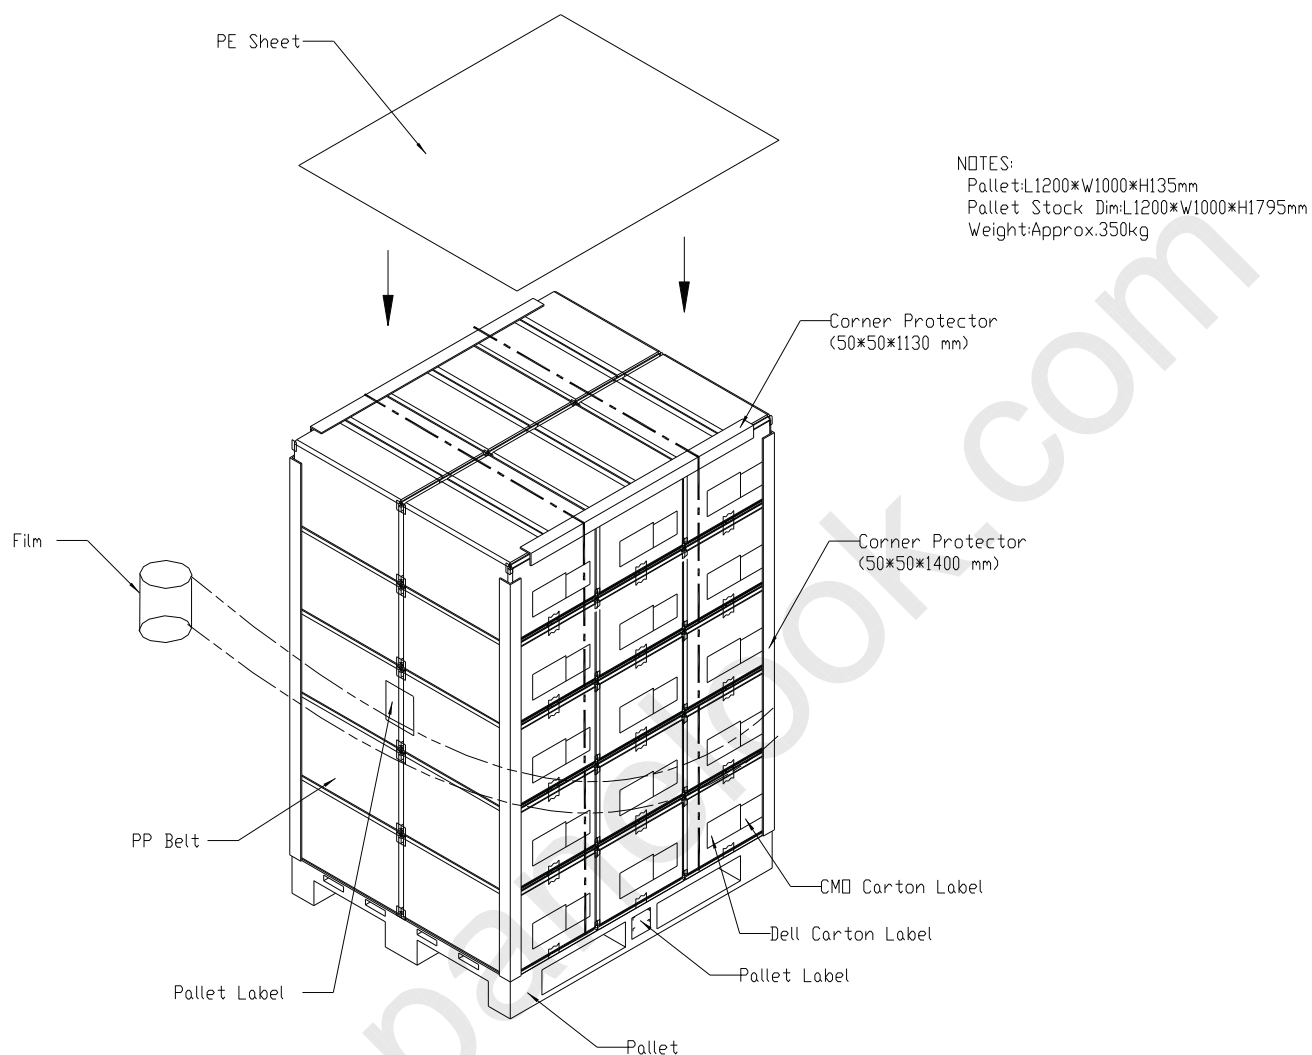 PE Sheet
NOTES:
Pallet:L1200*W1000*H135mm
Pallet Stock Dim:L1200*W1000*H1795mm
Weight:Approx.350kg
Corner Protector
(50*50*1130 mm)
Film
Corner Protector
(50*50*1400 mm)
PP Belt
CMO Carton Label
Dell Carton Label
Pallet Label
Pallet Label
Pallet
panelook.com